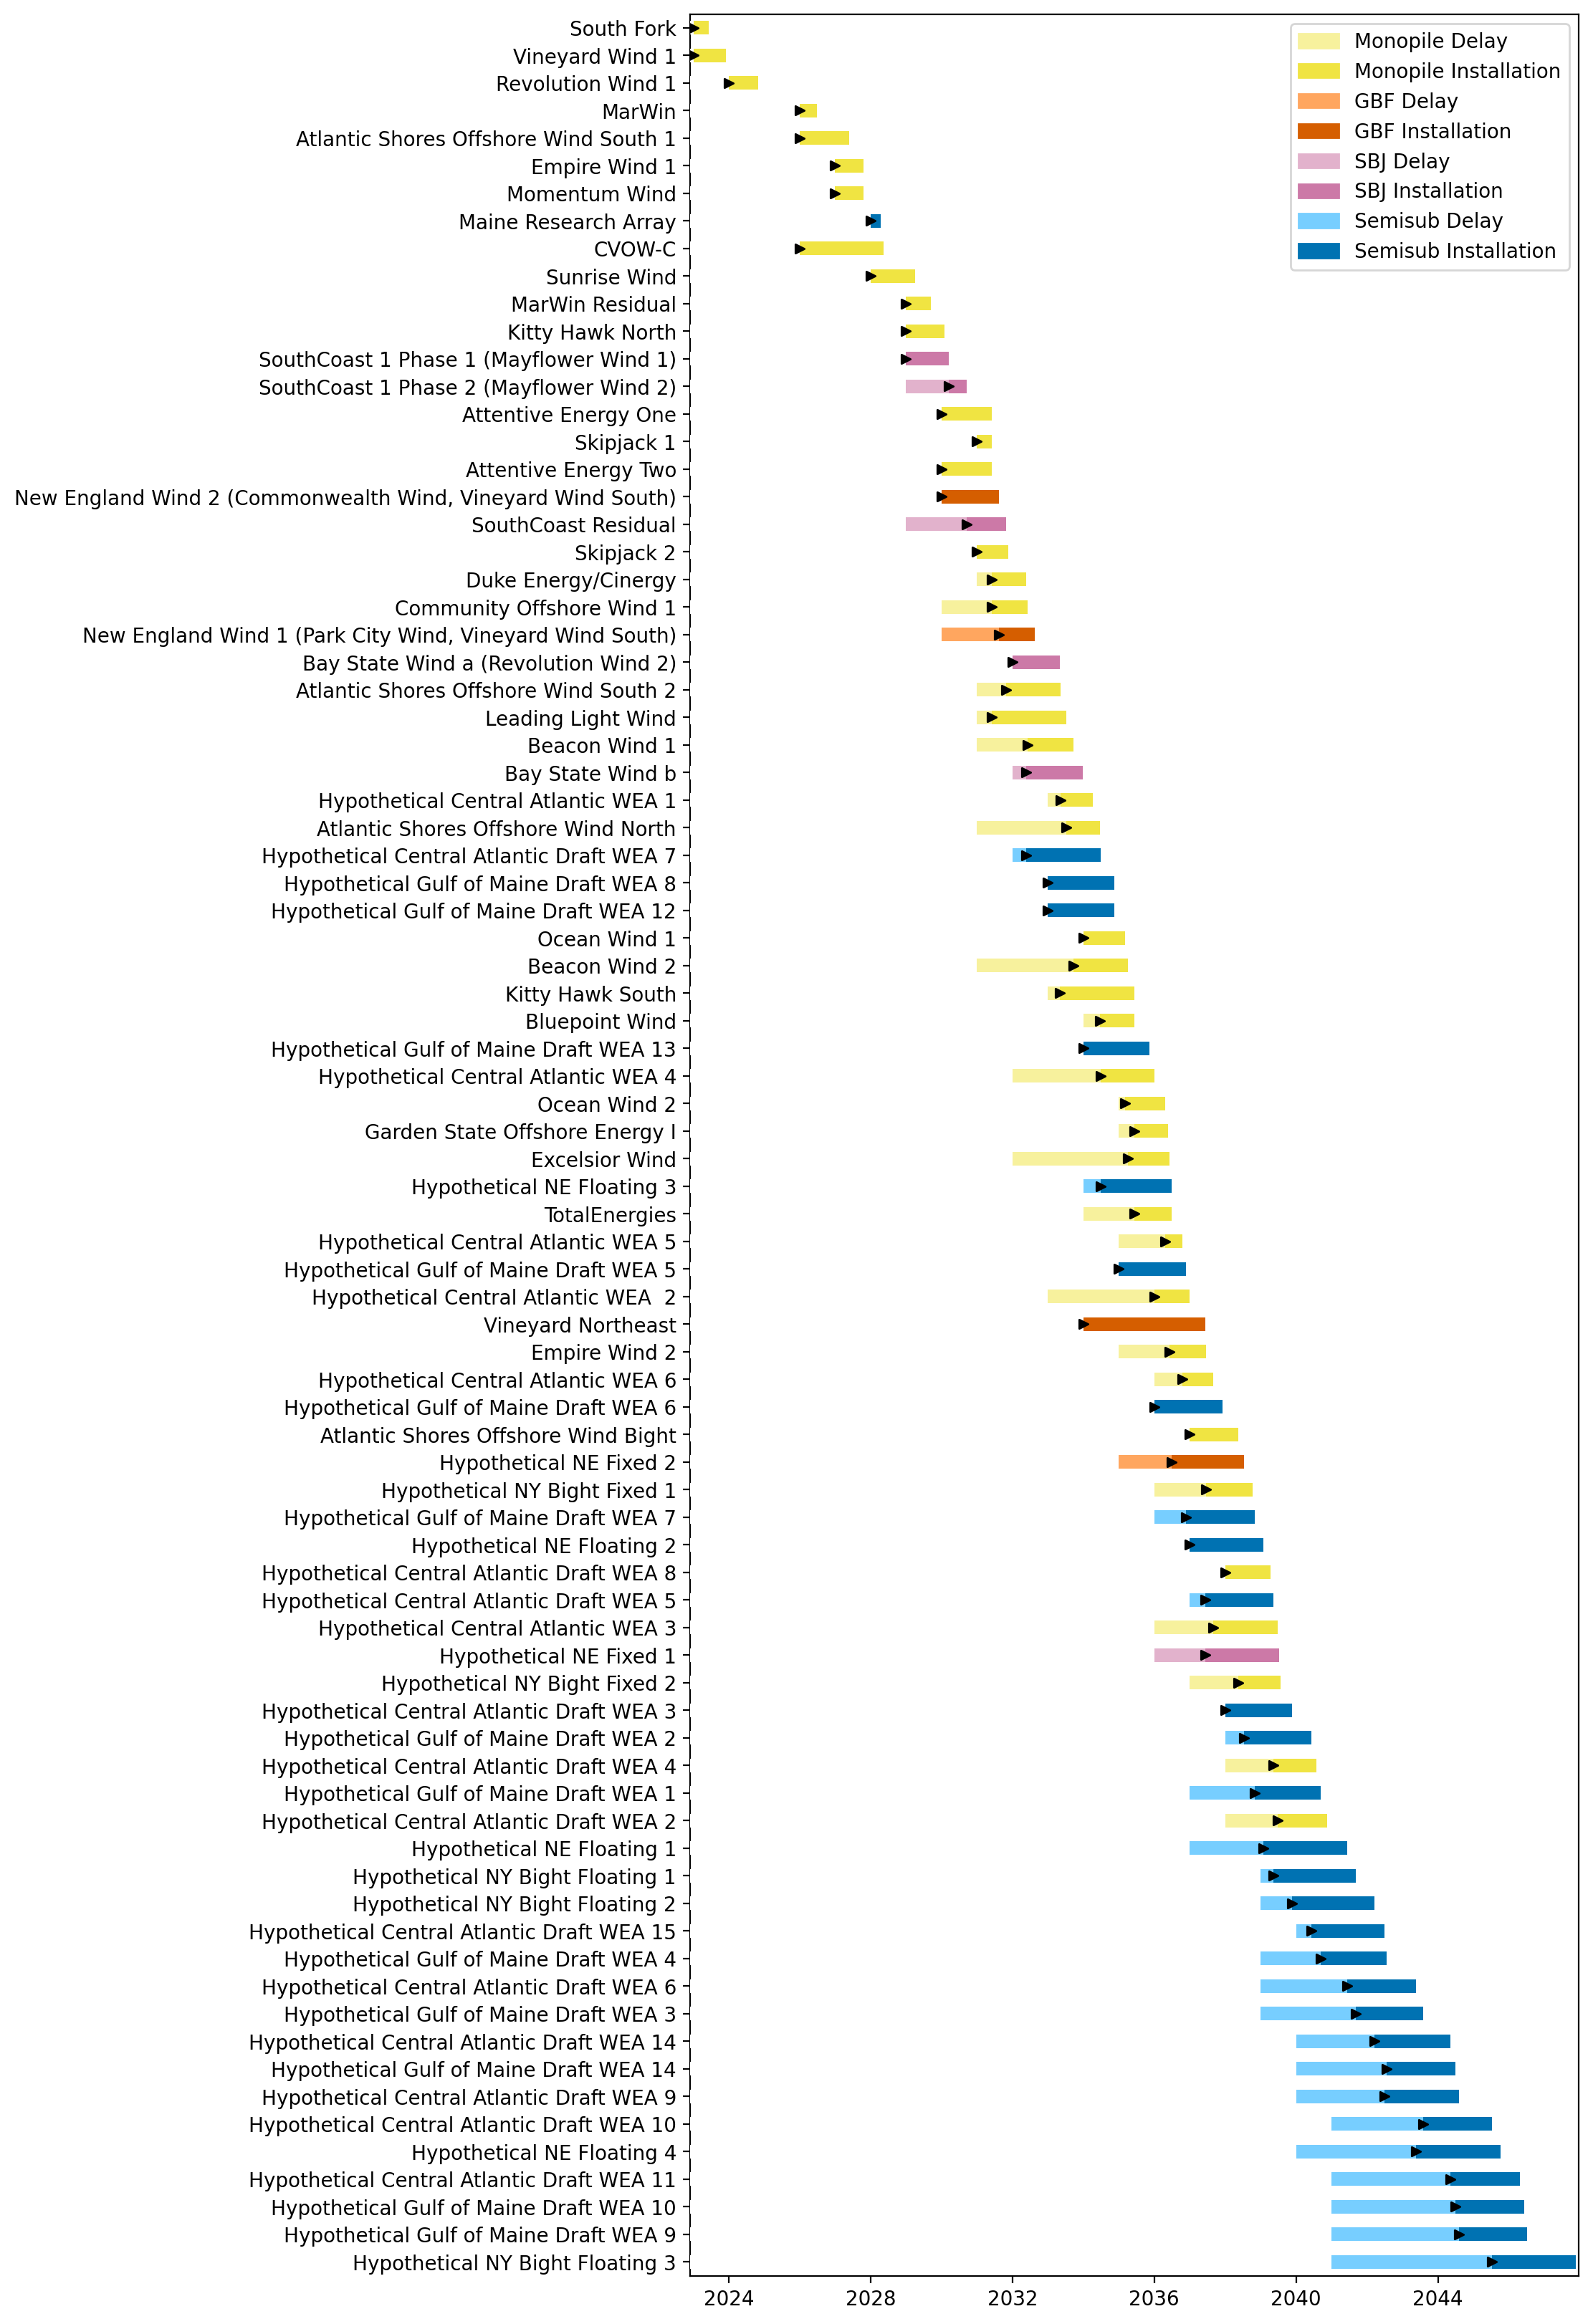 South Fork
Vineyard Wind 1
Revolution Wind 1
MarWin
Atlantic Shores Offshore Wind South 1
Empire Wind 1
Momentum Wind
Maine Research Array
CVOW-C
Sunrise Wind
MarWin Residual
Kitty Hawk North
SouthCoast 1 Phase 1 (Mayflower Wind 1)
SouthCoast 1 Phase 2 (Mayflower Wind 2)
Attentive Energy One
Skipjack 1
Attentive Energy Two
New England Wind 2 (Commonwealth Wind, Vineyard Wind South)
SouthCoast Residual
Skipjack 2
Duke Energy/Cinergy
Community Offshore Wind 1
New England Wind 1 (Park City Wind, Vineyard Wind South)
Bay State Wind a (Revolution Wind 2)
Atlantic Shores Offshore Wind South 2
Leading Light Wind
Beacon Wind 1
Bay State Wind b
Hypothetical Central Atlantic WEA 1
Atlantic Shores Offshore Wind North
Hypothetical Central Atlantic Draft WEA 7
Hypothetical Gulf of Maine Draft WEA 8
Hypothetical Gulf of Maine Draft WEA 12
Ocean Wind 1
Beacon Wind 2
Kitty Hawk South
Bluepoint Wind
Hypothetical Gulf of Maine Draft WEA 13
Hypothetical Central Atlantic WEA 4
Ocean Wind 2
Garden State Offshore Energy I
Excelsior Wind
Hypothetical NE Floating 3
TotalEnergies
Hypothetical Central Atlantic WEA 5
Hypothetical Gulf of Maine Draft WEA 5
Hypothetical Central Atlantic WEA  2
Vineyard Northeast
Empire Wind 2
Hypothetical Central Atlantic WEA 6
Hypothetical Gulf of Maine Draft WEA 6
Atlantic Shores Offshore Wind Bight
Hypothetical NE Fixed 2
Hypothetical NY Bight Fixed 1
Hypothetical Gulf of Maine Draft WEA 7
Hypothetical NE Floating 2
Hypothetical Central Atlantic Draft WEA 8
Hypothetical Central Atlantic Draft WEA 5
Hypothetical Central Atlantic WEA 3
Hypothetical NE Fixed 1
Hypothetical NY Bight Fixed 2
Hypothetical Central Atlantic Draft WEA 3
Hypothetical Gulf of Maine Draft WEA 2
Hypothetical Central Atlantic Draft WEA 4
Hypothetical Gulf of Maine Draft WEA 1
Hypothetical Central Atlantic Draft WEA 2
Hypothetical NE Floating 1
Hypothetical NY Bight Floating 1
Hypothetical NY Bight Floating 2
Hypothetical Central Atlantic Draft WEA 15
Hypothetical Gulf of Maine Draft WEA 4
Hypothetical Central Atlantic Draft WEA 6
Hypothetical Gulf of Maine Draft WEA 3
Hypothetical Central Atlantic Draft WEA 14
Hypothetical Gulf of Maine Draft WEA 14
Hypothetical Central Atlantic Draft WEA 9
Hypothetical Central Atlantic Draft WEA 10
Hypothetical NE Floating 4
Hypothetical Central Atlantic Draft WEA 11
Hypothetical Gulf of Maine Draft WEA 10
Hypothetical Gulf of Maine Draft WEA 9
Hypothetical NY Bight Floating 3
Monopile Delay
Monopile Installation
GBF Delay
GBF Installation
SBJ Delay
SBJ Installation
Semisub Delay
Semisub Installation
2024 2028 2032 2036 2040 2044